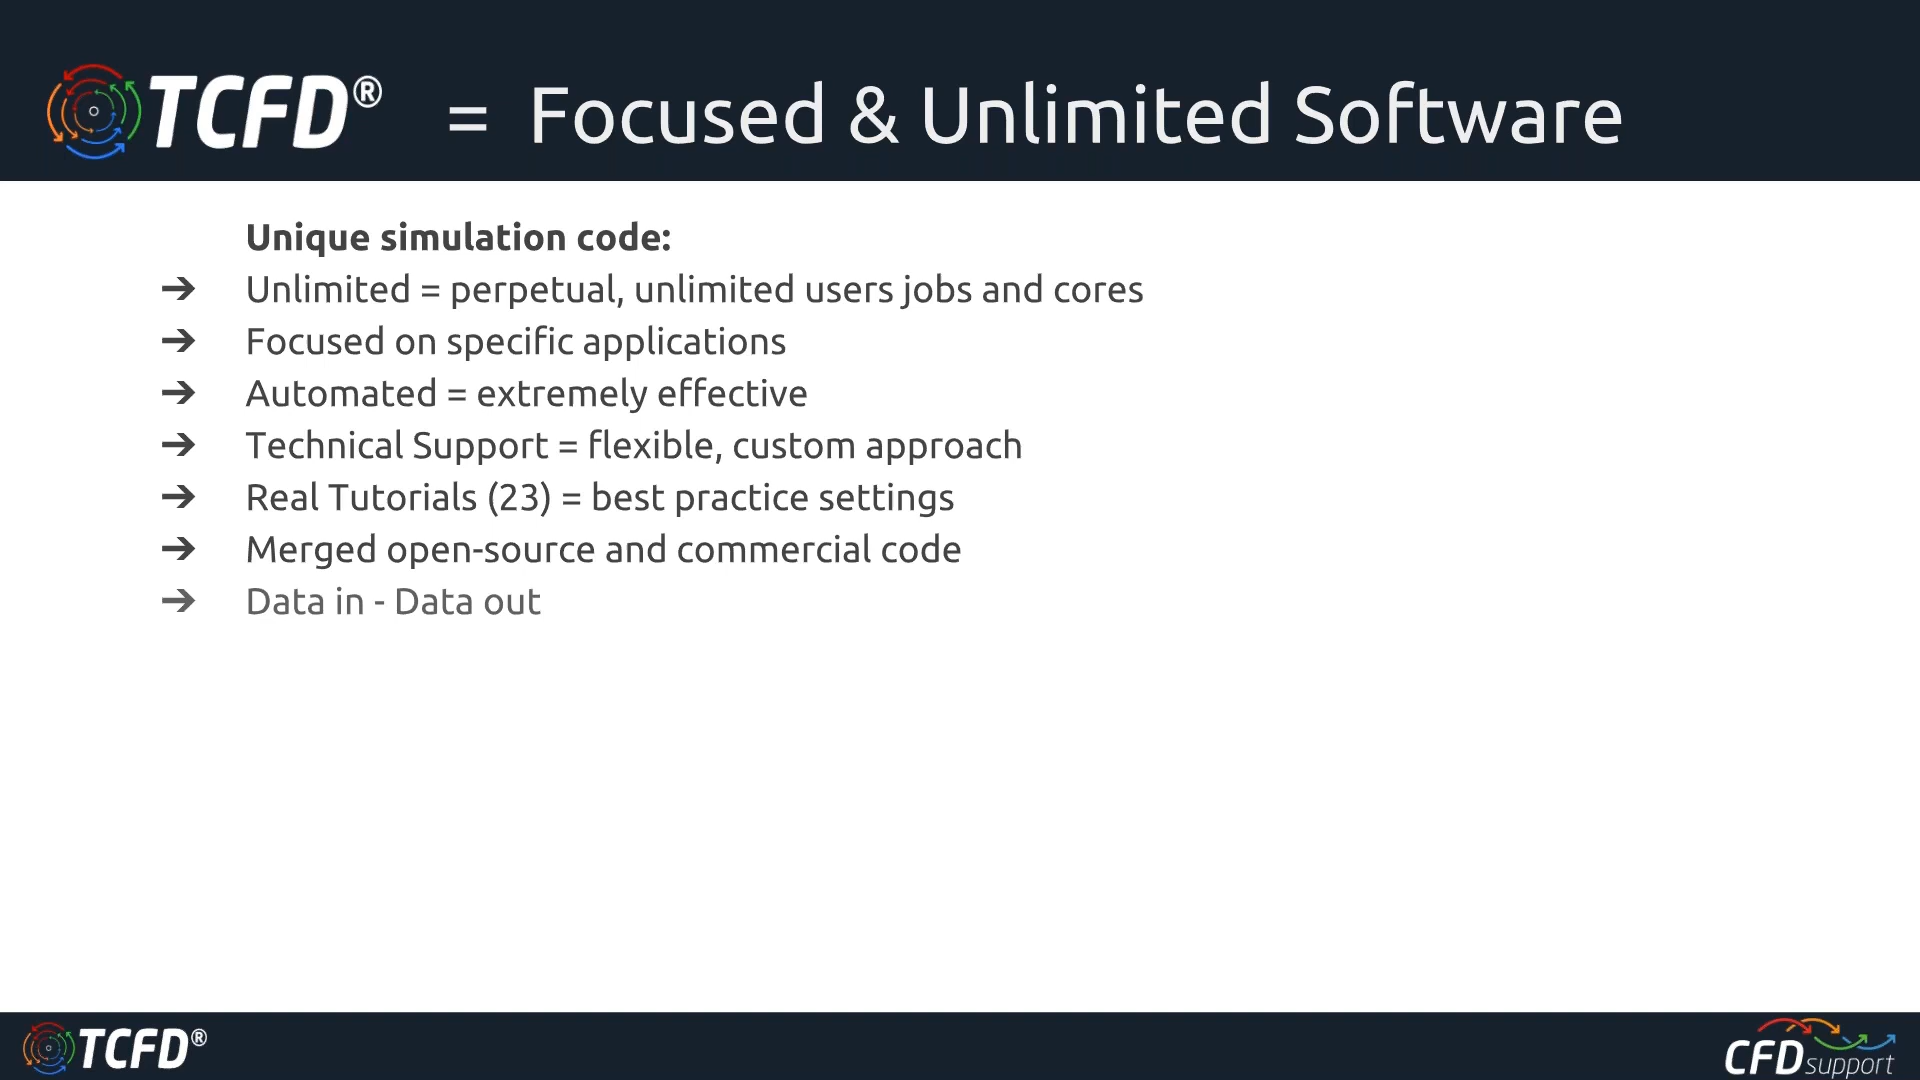 TCFD® = Focused & Unlimited Software
Unique simulation code:
➔ Unlimited = perpetual, unlimited users jobs and cores
➔ Focused on specific applications
➔ Automated = extremely effective
➔ Technical Support = flexible, custom approach
➔ Real Tutorials (23) = best practice settings
➔ Merged open-source and commercial code
➔ Data in - Data out
TCFD®
CFD support